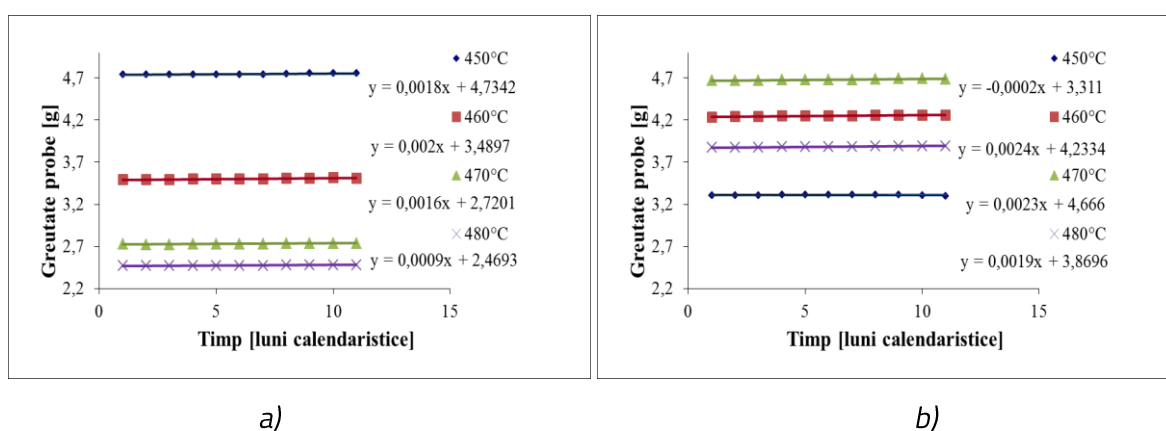 4,7
4,2
3,7
3,2
2,7
2,2
0
5
10
15
Greutate probe [g]
Timp [luni calendaristice]
450°C
y = 0,0018x + 4,7342
460°C
y = 0,002x + 3,4897
470°C
y = 0,0016x + 2,7201
480°C
y = 0,0009x + 2,4693
a)
4,7
4,2
3,7
3,2
2,7
2,2
0
5
10
15
Greutate probe [g]
Timp [luni calendaristice]
450°C
y = -0,0002x + 3,311
460°C
y = 0,0024x + 4,2334
470°C
y = 0,0023x + 4,666
480°C
y = 0,0019x + 3,8696
b)